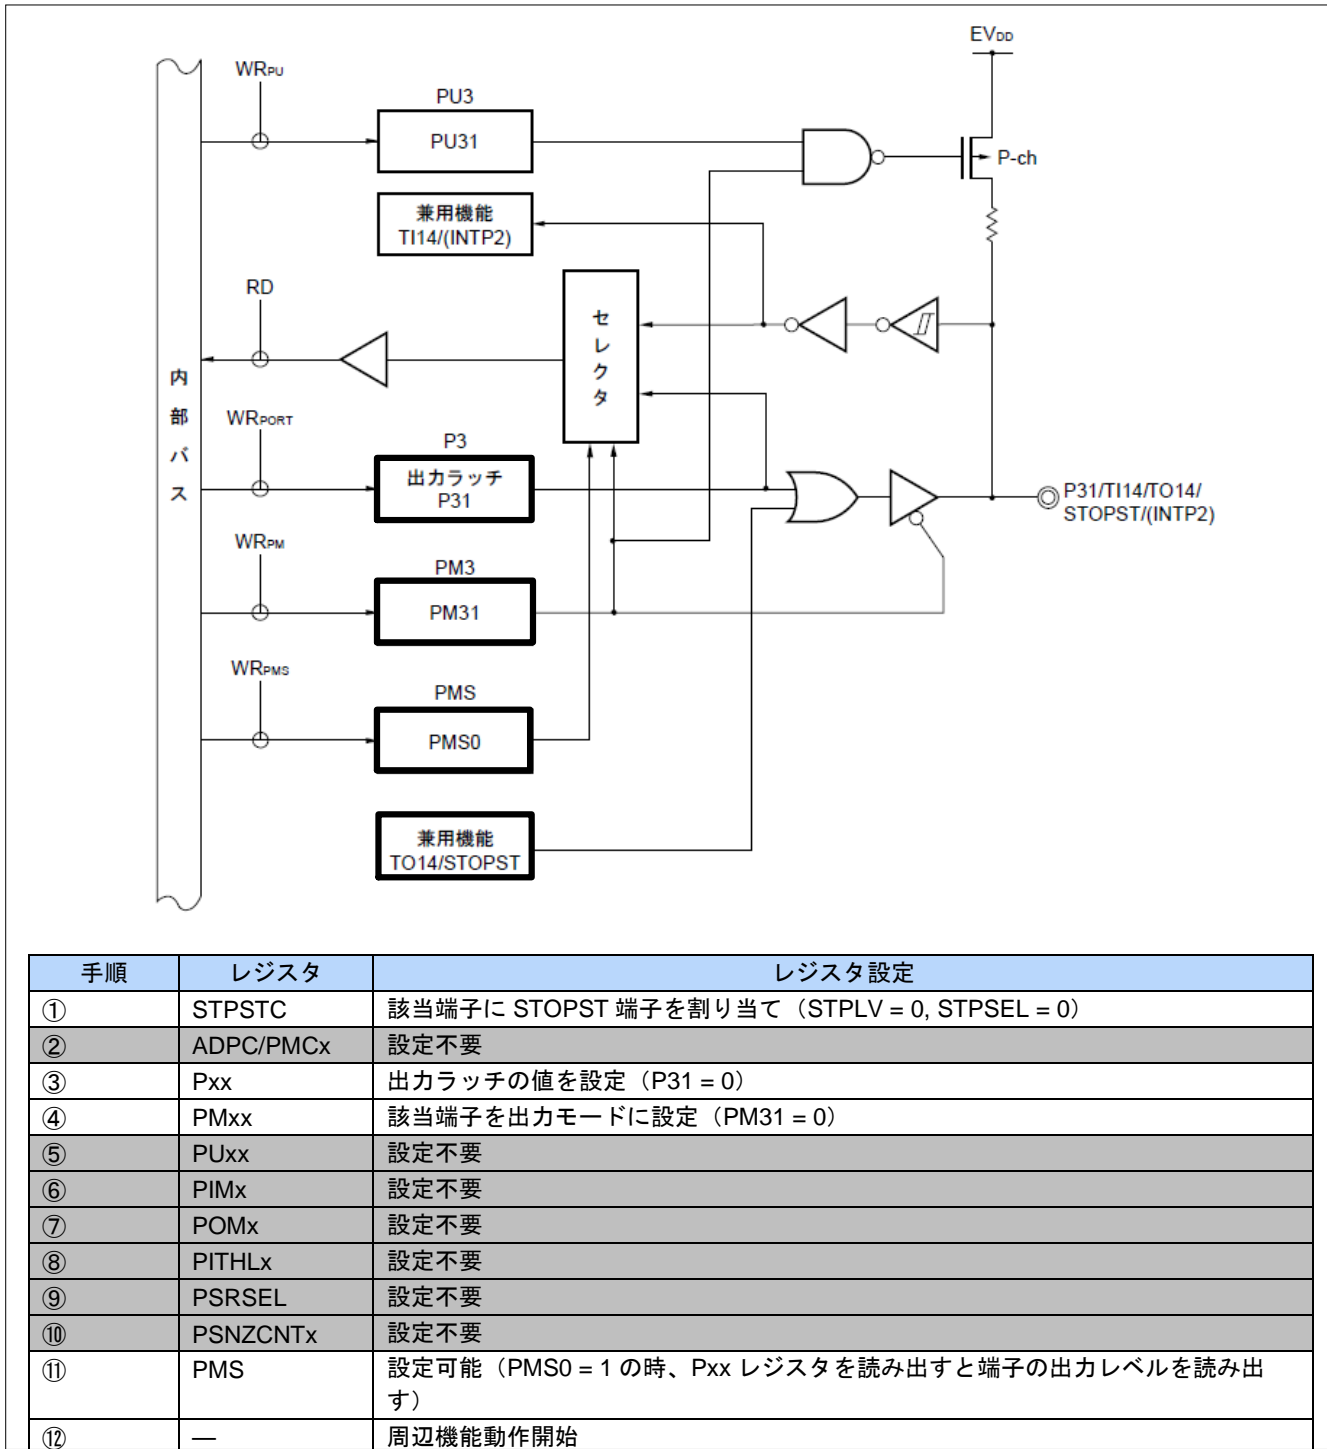 EVDD
WRPU
PU3
PU31
P-ch
兼用機能
TI14/(INTP2)
RD
セレクタ
内部バス
WRPORT
P3
出力ラッチ
P31
P31/TI14/TO14/
STOPST/(INTP2)
WRPM
PM3
PM31
WRPMS
PMS
PMS0
兼用機能
TO14/STOPST
手順 レジスタ レジスタ設定
① STPSTC 該当端子に STOPST 端子を割り当て（STPLV = 0, STPSEL = 0）
② ADPC/PMCx 設定不要
③ Pxx 出力ラッチの値を設定（P31 = 0）
④ PMxx 該当端子を出力モードに設定（PM31 = 0）
⑤ PUxx 設定不要
⑥ PIMx 設定不要
⑦ POMx 設定不要
⑧ PITHLx 設定不要
⑨ PSRSEL 設定不要
⑩ PSNZCNTx 設定不要
⑪ PMS 設定可能（PMS0 = 1 の時、Pxx レジスタを読み出すと端子の出力レベルを読み出
す）
⑫ — 周辺機能動作開始